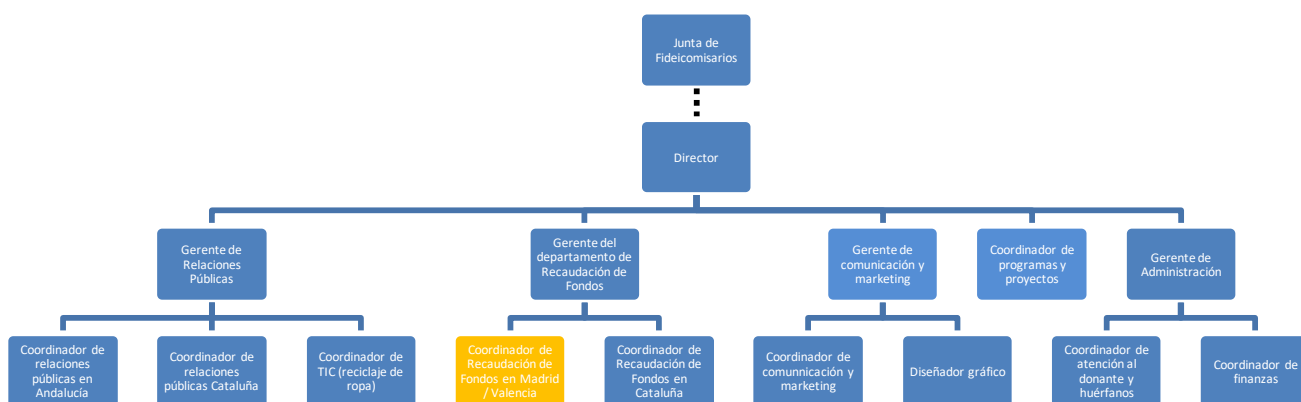 Junta de
Fideicomisarios
Director
Gerente de
Relaciones
Públicas
Gerente del
departamento de
Recaudación de
Fondos
Gerente de
comunicación y
marketing
Coordinador de
programas y
proyectos
Gerente de
Administración
Coordinador de
relaciones
públicas en
Andalucía
Coordinador de
relaciones
públicas Cataluña
Coordinador de
TIC (reciclaje de
ropa)
Coordinador de
Recaudación de
Fondos en Madrid
/ Valencia
Coordinador de
Recaudación de
Fondos en
Cataluña
Coordinador de
comunnicación y
marketing
Diseñador gráfico
Coordinador de
atención al
donante y
huérfanos
Coordinador de
finanzas